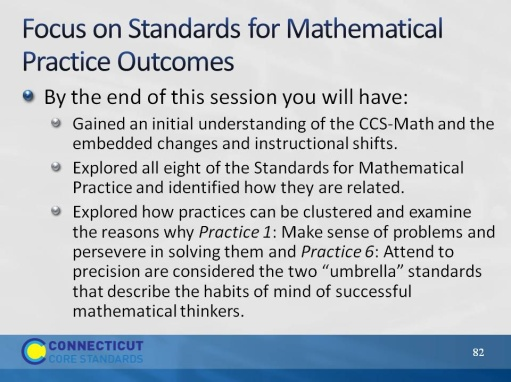 Focus on Standards for Mathematical
Practice Outcomes
By the end of this session you will have:
Gained an initial understanding of the CCS-Math and the
embedded changes and instructional shifts.
Explored all eight of the Standards for Mathematical
Practice and identified how they are related.
Explored how practices can be clustered and examine
the reasons why Practice 1: Make sense of problems and
persevere in solving them and Practice 6: Attend to
precision are considered the two “umbrella” standards
that describe the habits of mind of successful
mathematical thinkers.
CONNECTICUT
CORE STANDARDS
82